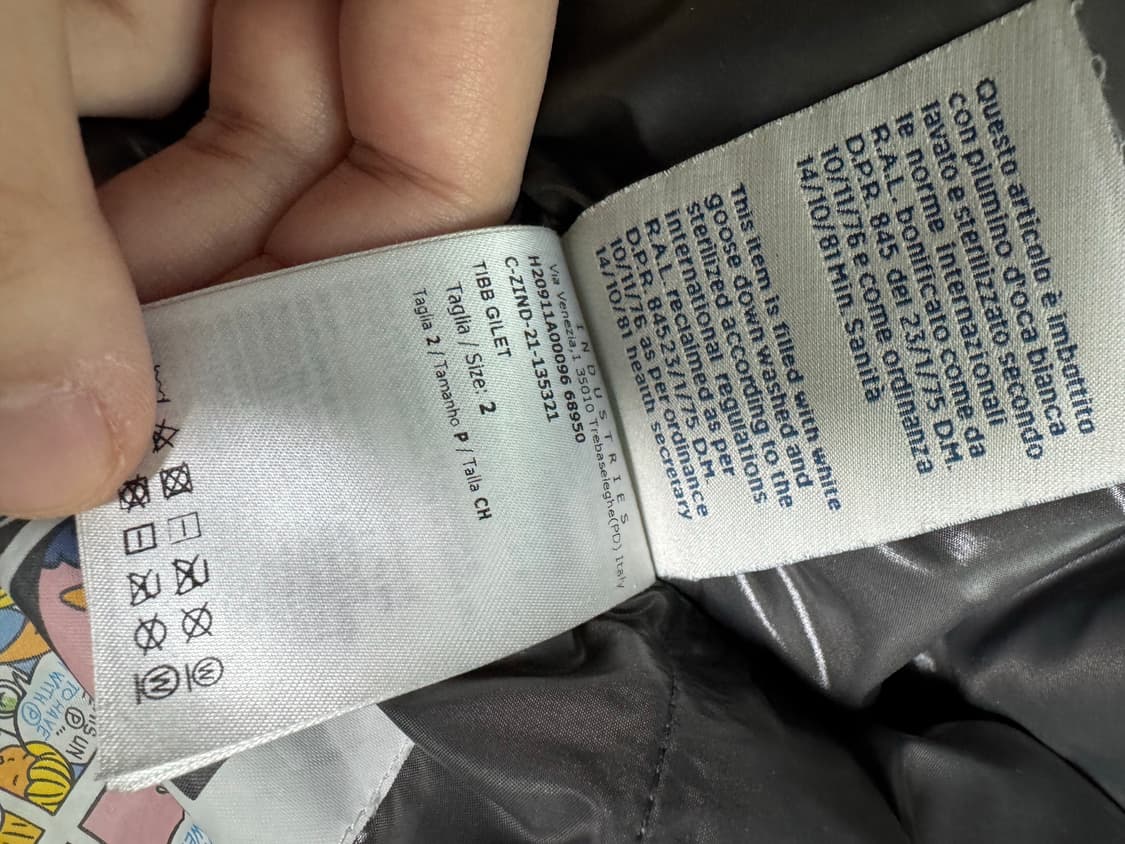 Questo articolo è imbottito
con piumino d'oca bianca
lavato e sterilizzato secondo
le norme internazionali
R.A.L. bonificato come da
D.P.R. 845 del 23/1/75 D.M.
10/11/76 e come ordinanza
14/10/81 Min. Sanità
This item is filled with white
goose down washed and
sterilized according to the
international regulations
R.A.L. reclaimed as per
D.P.R. 845-23/1/75 D.M.
10/11/76 as per ordinance
14/10/81 health secretary
INDUSTRIES
Via Venezia,1 35010 Trebaseleghe(PD) Italy
H20911A00096 68950
C-ZIND-21-135321
TIBB GILET
Taglia / Size: 2
Taglia 2 / Tamanho P / Talla CH
W
W
TO HAVE
WITH